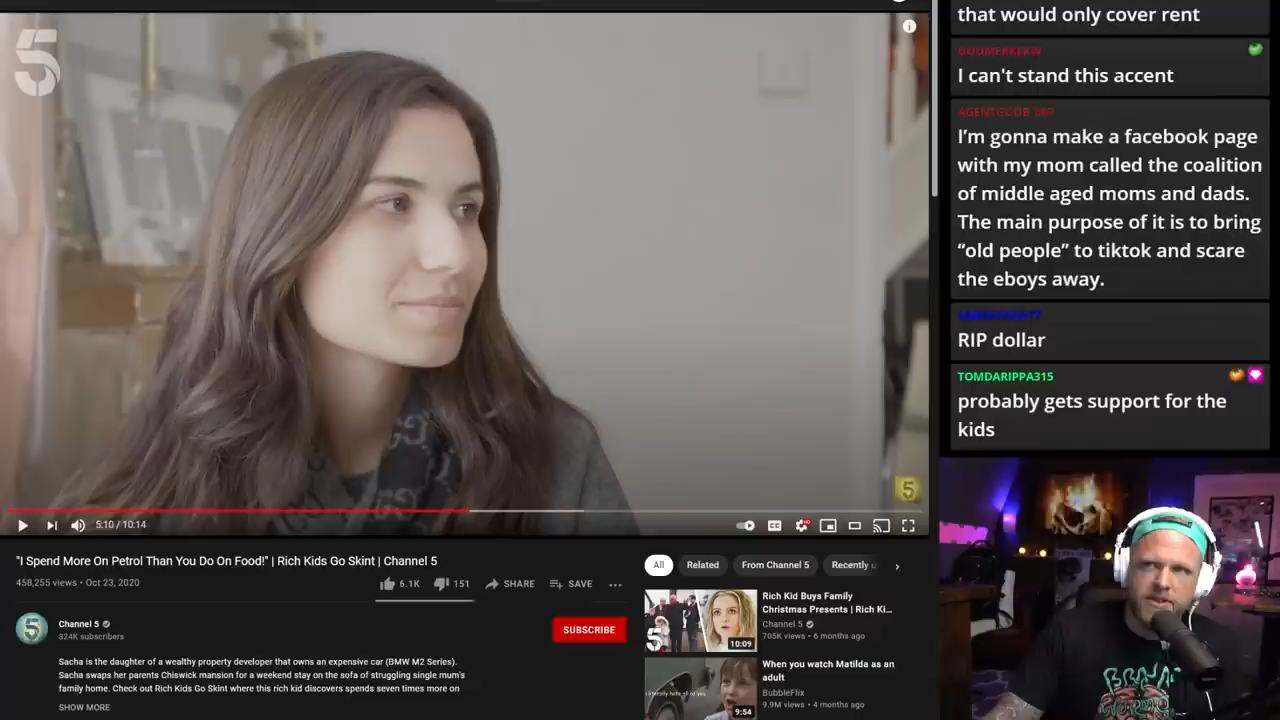 5
5
5:10 / 10:14
"I Spend More On Petrol Than You Do On Food!" | Rich Kids Go Skint | Channel 5
458,255 views • Oct 23, 2020
6.1K
151
SHARE
SAVE
Channel 5
324K subscribers
SUBSCRIBE
Sacha is the daughter of a wealthy property developer that owns an expensive car (BMW M2 Series).
Sacha swaps her parents Chiswick mansion for a weekend stay on the sofa of struggling single mum's
family home. Check out Rich Kids Go Skint where this rich kid discovers spends seven times more on
SHOW MORE
All
Related
From Channel 5
Recently
10:09
Rich Kid Buys Family
Christmas Presents | Rich Ki...
Channel 5
705K views • 6 months ago
9:54
When you watch Matilda as an
adult
BubbleFlix
9.9M views • 4 months ago
that would only cover rent
I can't stand this accent
I'm gonna make a facebook page
with my mom called the coalition
of middle aged moms and dads.
The main purpose of it is to bring
“old people” to tiktok and scare
the eboys away.
RIP dollar
TOMDARIPPA315
probably gets support for the
kids